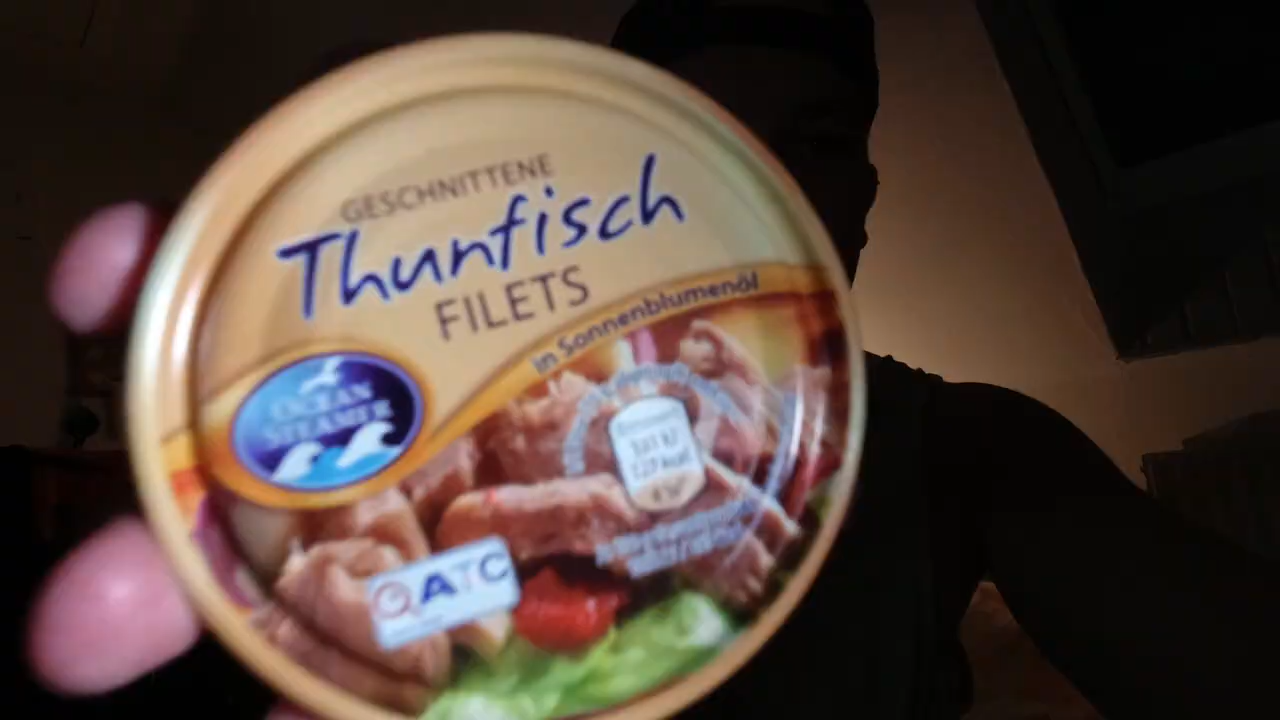 GESCHNITTENE
Thunfisch
FILETS
in Sonnenblumenöl
OCEAN
STEAMER
ATC